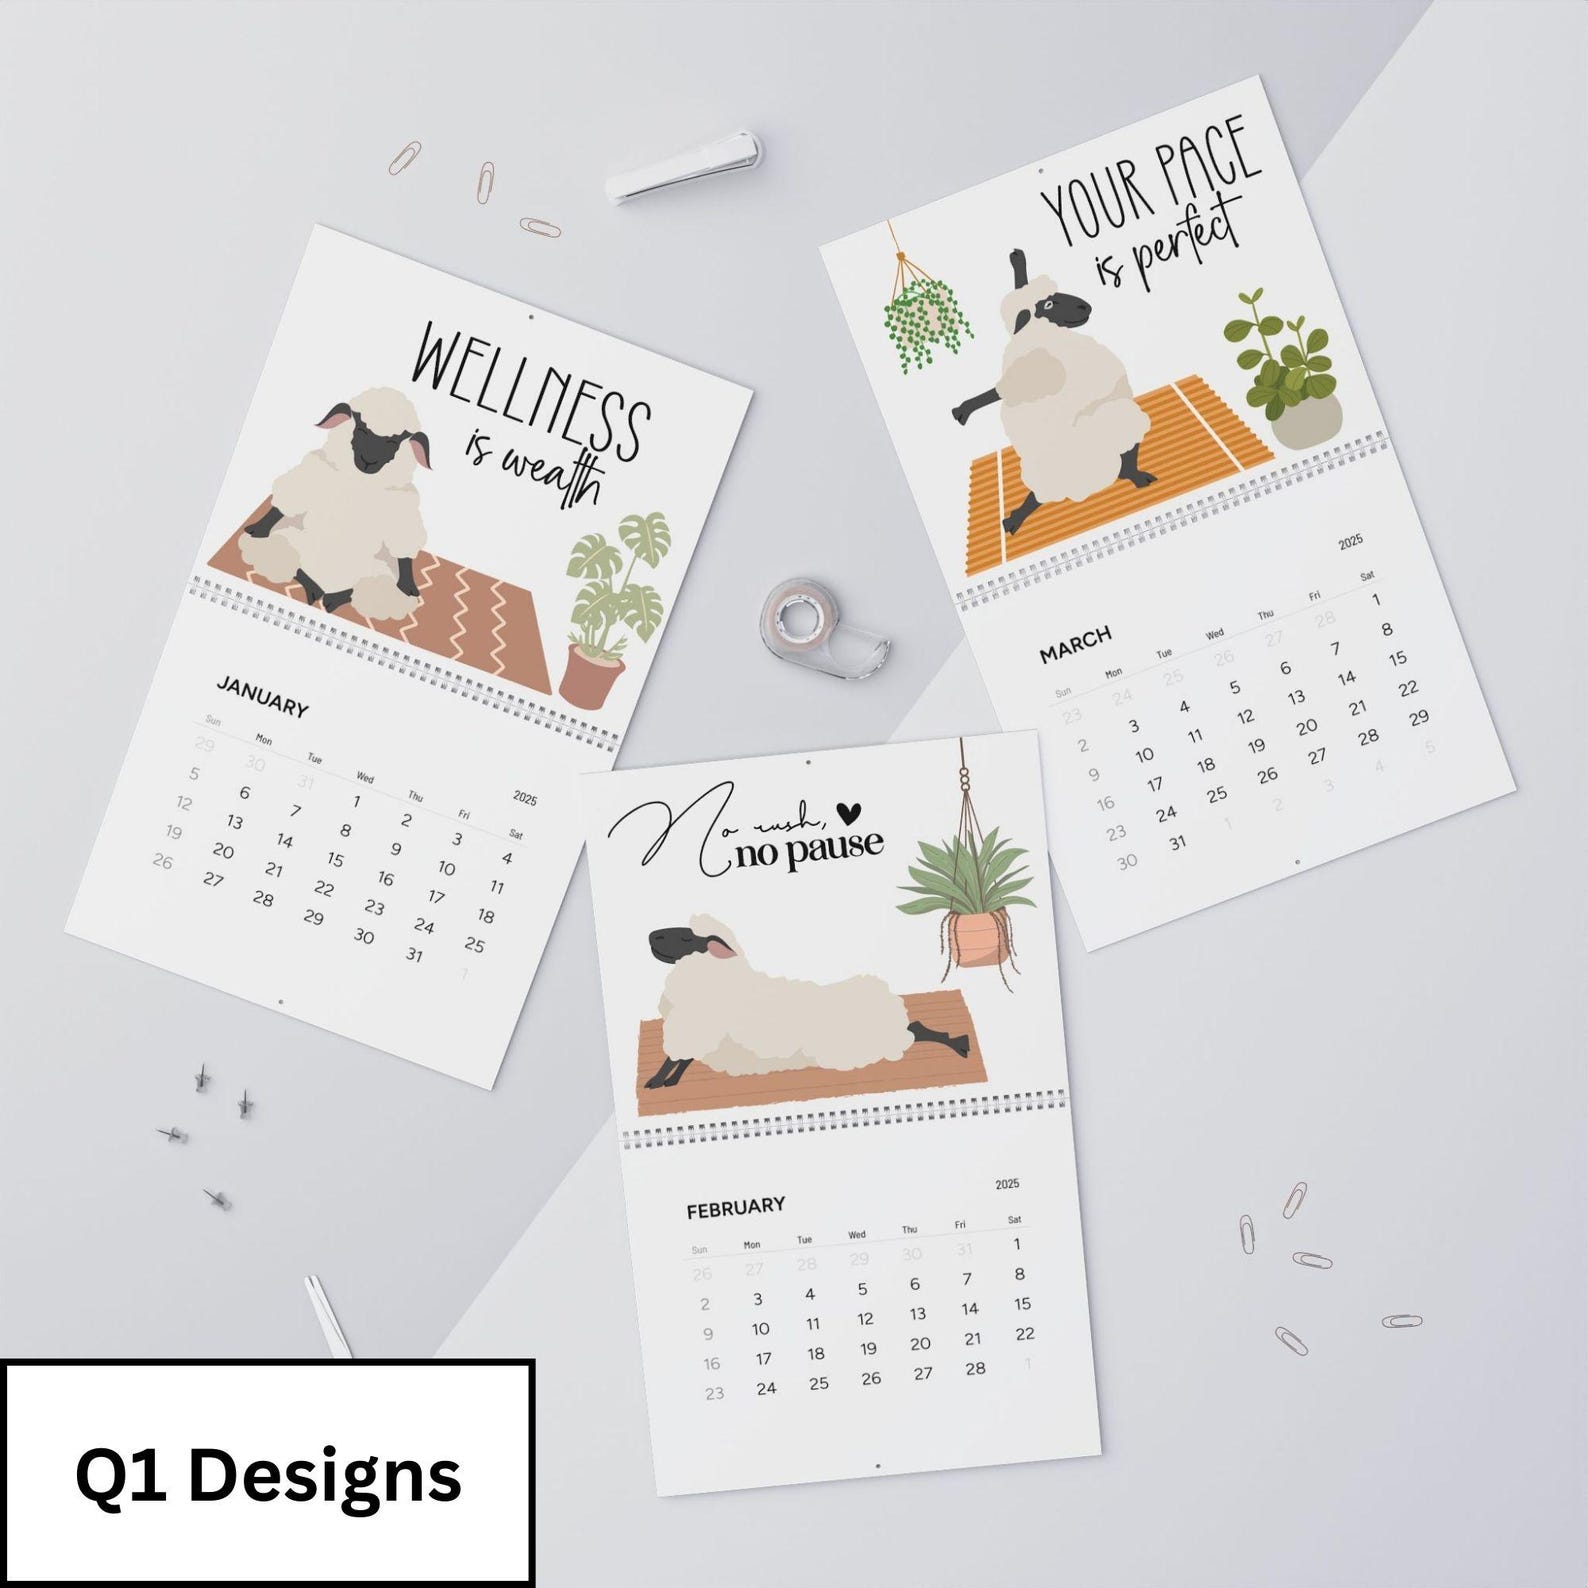 WELLNESS
is wealth
JANUARY
2025
Sun Mon Tue Wed Thu Fri Sat
29 30 31 1 2 3 4
5 6 7 8 9 10 11
12 13 14 15 16 17 18
19 20 21 22 23 24 25
26 27 28 29 30 31 1
YOUR PACE
is perfect
MARCH
2025
Sun Mon Tue Wed Thu Fri Sat
23 24 25 26 27 28 1
2 3 4 5 6 7 8
9 10 11 12 13 14 15
16 17 18 19 20 21 22
23 24 25 26 27 28 29
30 31 1 2 3 4 5
No rush,
no pause
FEBRUARY
2025
Sun Mon Tue Wed Thu Fri Sat
26 27 28 29 30 31 1
2 3 4 5 6 7 8
9 10 11 12 13 14 15
16 17 18 19 20 21 22
23 24 25 26 27 28 1
Q1 Designs